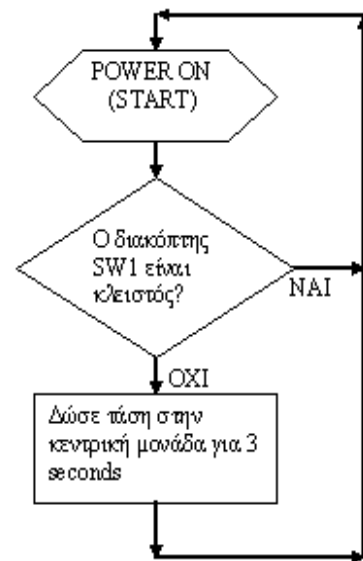 POWER ON
(START)
Ο διακόπτης
SW1 είναι
κλειστός?
ΝΑΙ
ΟΧΙ
Δώσε τάση στην
κεντρική μονάδα για 3
seconds